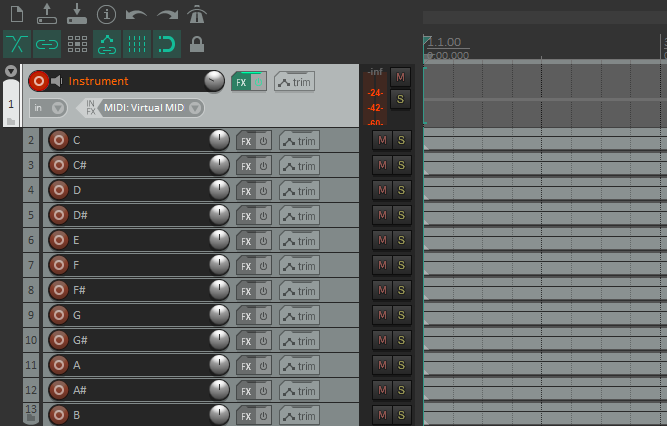 1.1.00
0:00.000
1
Instrument
FX
trim
-inf
M
in
IN
FX
MIDI: Virtual MID
-24-
-42-
-60-
S
2 C FX trim M S
3 C# FX trim M S
4 D FX trim M S
5 D# FX trim M S
6 E FX trim M S
7 F FX trim M S
8 F# FX trim M S
9 G FX trim M S
10 G# FX trim M S
11 A FX trim M S
12 A# FX trim M S
13 B FX trim M S